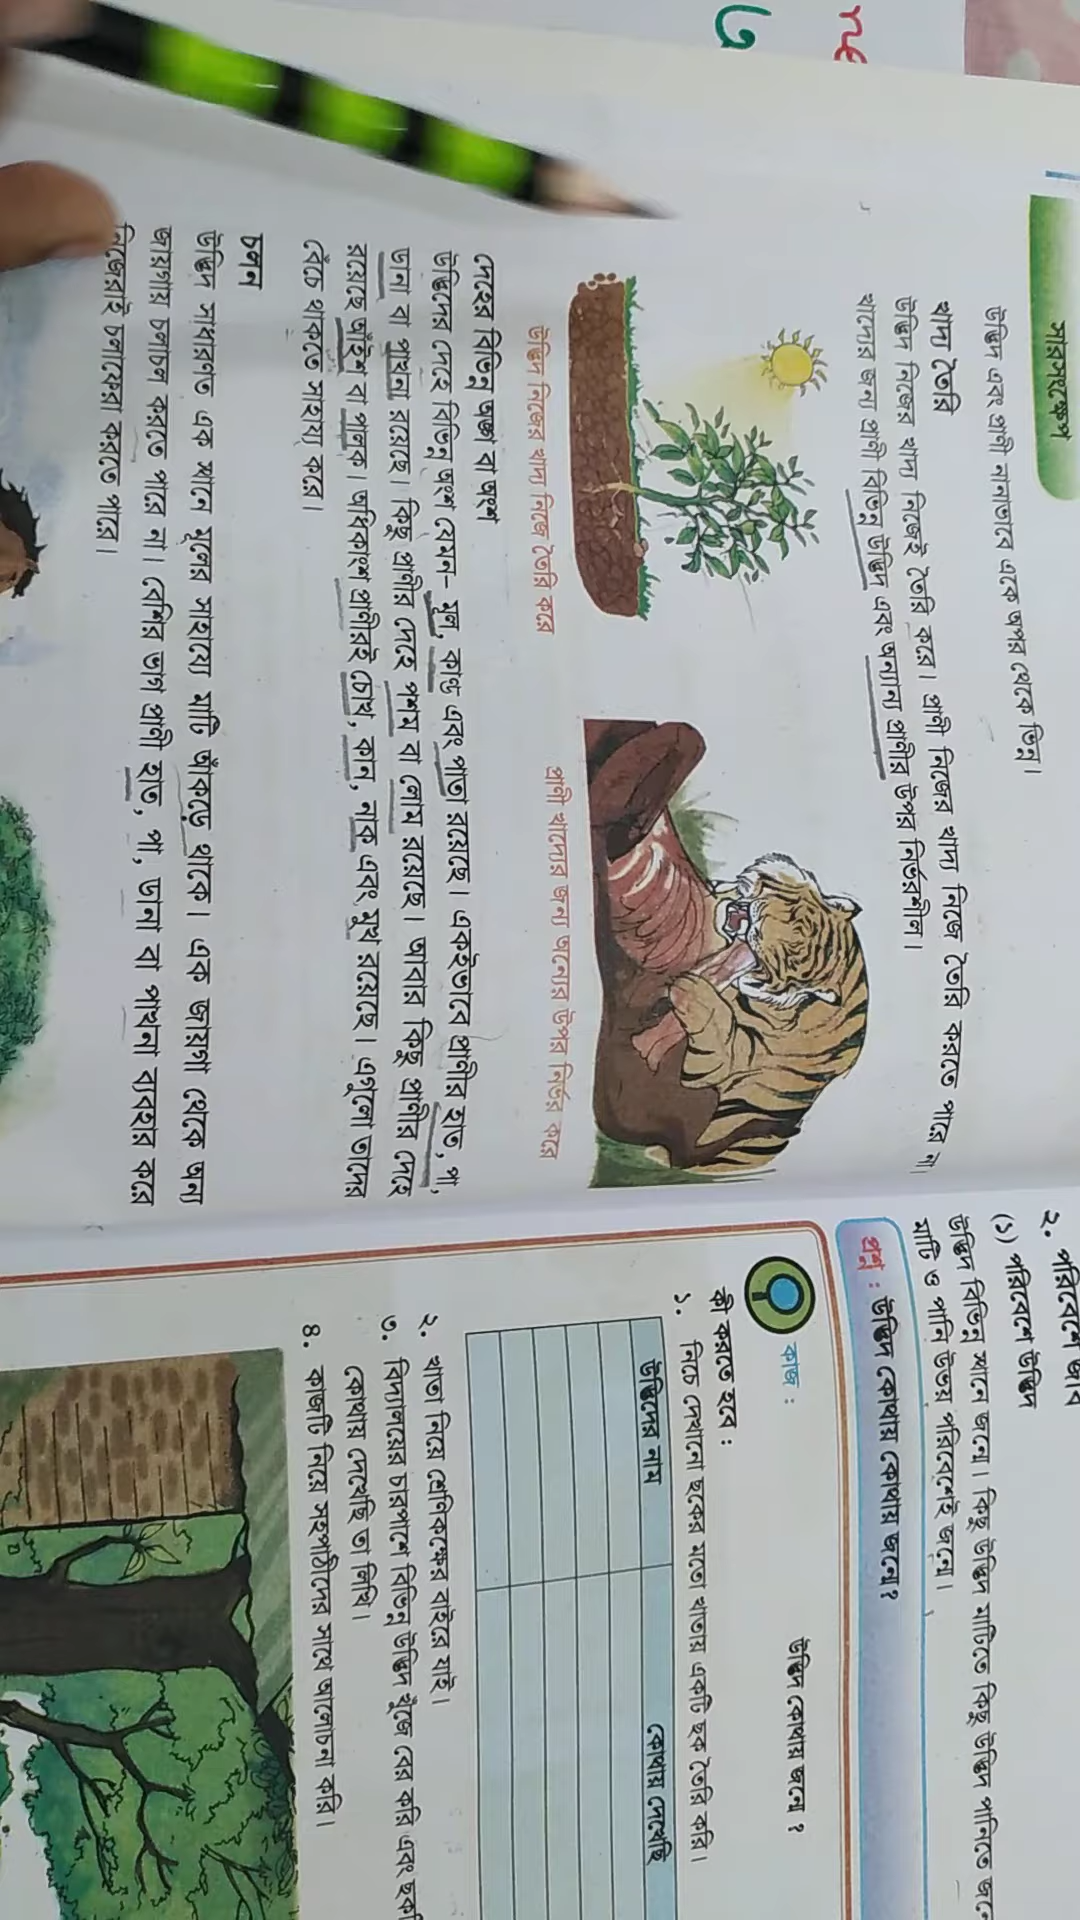 সারসংক্ষেপ
উদ্ভিদ এবং প্রাণী নানাভাবে একে অপর থেকে ভিন্ন।
খাদ্য তৈরি
উদ্ভিদ নিজের খাদ্য নিজেই তৈরি করে। প্রাণী নিজের খাদ্য নিজে তৈরি করতে পারে না।
খাদ্যের জন্য প্রাণী বিভিন্ন উদ্ভিদ এবং অন্যান্য প্রাণীর উপর নির্ভরশীল।
উদ্ভিদ নিজের খাদ্য নিজে তৈরি করে
প্রাণী খাদ্যের জন্য অন্যের উপর নির্ভর করে
দেহের বিভিন্ন অঙ্গ বা অংশ
উদ্ভিদের দেহে বিভিন্ন অংশ যেমন- মূল, কাণ্ড এবং পাতা রয়েছে। একইভাবে প্রাণীর হাত, পা,
ডানা বা পাখনা রয়েছে। কিছু প্রাণীর দেহে পশম বা লোম রয়েছে। আবার কিছু প্রাণীর দেহে
রয়েছে আঁইশ বা পালক। অধিকাংশ প্রাণীরই চোখ, কান, নাক এবং মুখ রয়েছে। এগুলো তাদের
বেঁচে থাকতে সাহায্য করে।
চলন
উদ্ভিদ সাধারণত এক স্থানে মূলের সাহায্যে মাটি আঁকড়ে থাকে। এক জায়গা থেকে অন্য
জায়গায় চলাচল করতে পারে না। বেশির ভাগ প্রাণী হাত, পা, ডানা বা পাখনা ব্যবহার করে
নিজেরাই চলাফেরা করতে পারে।
২. পরিবেশে জীব
(১) পরিবেশে উদ্ভিদ
উদ্ভিদ বিভিন্ন স্থানে জন্মে। কিছু উদ্ভিদ মাটিতে কিছু উদ্ভিদ পানিতে
মাটি ও পানি উভয় পরিবেশেই জন্মে।
প্রশ্ন : উদ্ভিদ কোথায় কোথায় জন্মে?
কাজ :
উদ্ভিদ কোথায় জন্মে ?
কী করতে হবে :
১. নিচে দেখানো ছকের মতো খাতায় একটি ছক তৈরি করি।
উদ্ভিদের নাম
কোথায় দেখেছি
২. খাতা নিয়ে শ্রেণিকক্ষের বাইরে যাই।
৩. বিদ্যালয়ের চারপাশে বিভিন্ন উদ্ভিদ খুঁজে বের করি এবং
কোথায় দেখেছি তা লিখি।
৪. কাজটি নিয়ে সহপাঠীদের সাথে আলোচনা করি।